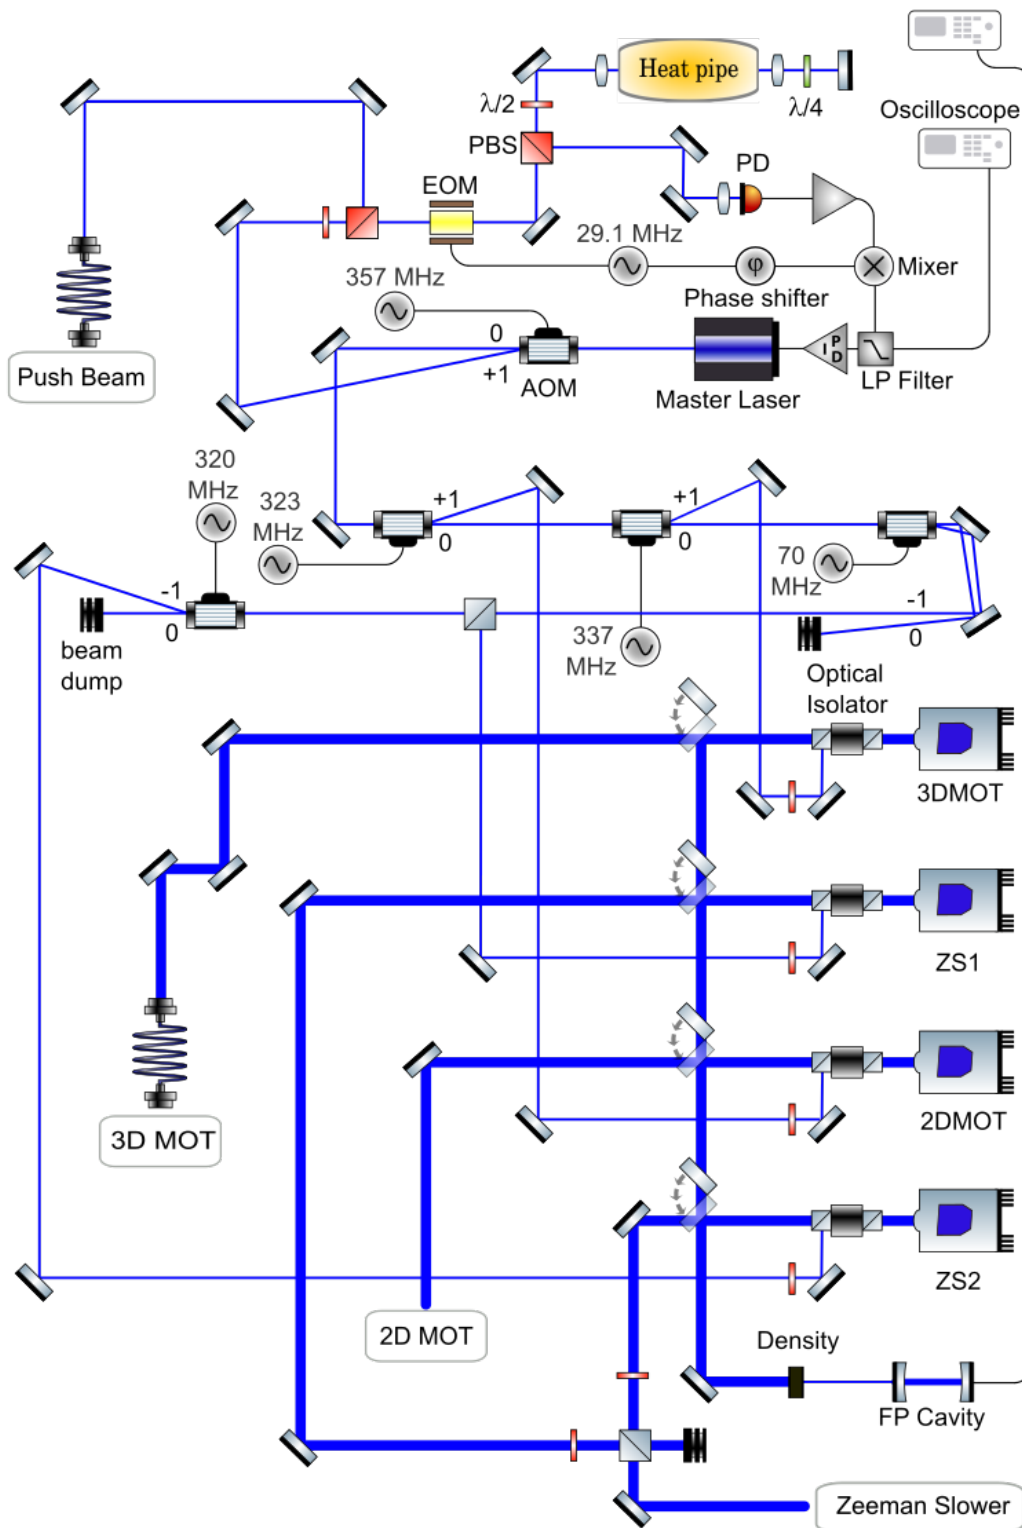 Heat pipe
λ/2
λ/4
Oscilloscope
PBS
PD
EOM
29.1 MHz
φ
Mixer
357 MHz
Phase shifter
0
+1
AOM
Master Laser
P
I
D
LP Filter
Push Beam
320
MHz
323
MHz
+1
0
+1
0
70
MHz
-1
0
-1
0
337
MHz
beam
dump
Optical
Isolator
3DMOT
ZS1
3D MOT
2DMOT
ZS2
2D MOT
Density
FP Cavity
Zeeman Slower